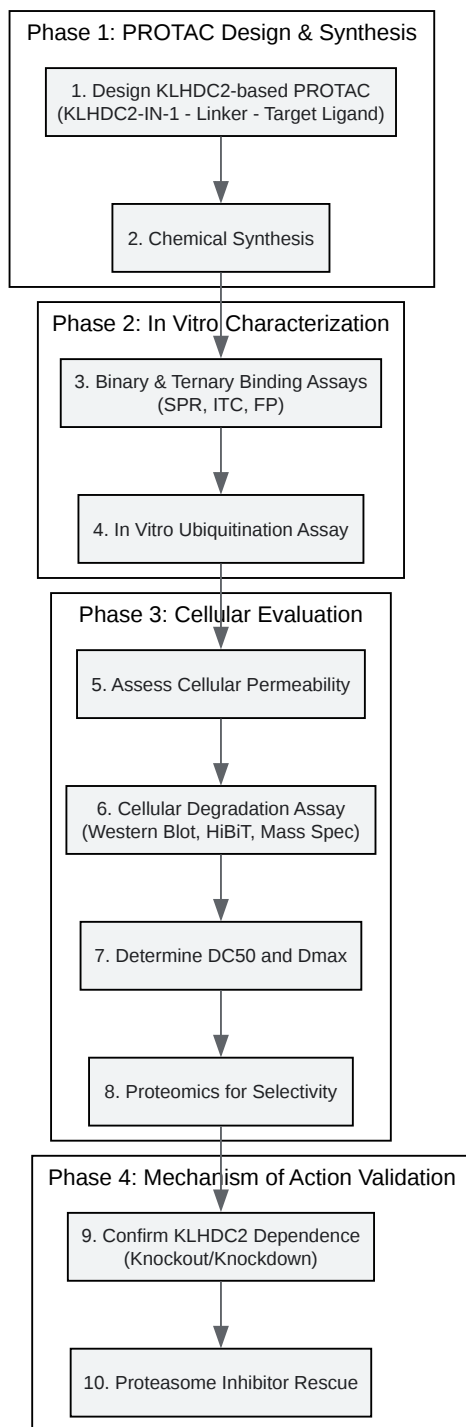 Phase 1: PROTAC Design & Synthesis
1. Design KLHDC2-based PROTAC
(KLHDC2-IN-1 - Linker - Target Ligand)
2. Chemical Synthesis
Phase 2: In Vitro Characterization
3. Binary & Ternary Binding Assays
(SPR, ITC, FP)
4. In Vitro Ubiquitination Assay
Phase 3: Cellular Evaluation
5. Assess Cellular Permeability
6. Cellular Degradation Assay
(Western Blot, HiBiT, Mass Spec)
7. Determine DC50 and Dmax
8. Proteomics for Selectivity
Phase 4: Mechanism of Action Validation
9. Confirm KLHDC2 Dependence
(Knockout/Knockdown)
10. Proteasome Inhibitor Rescue